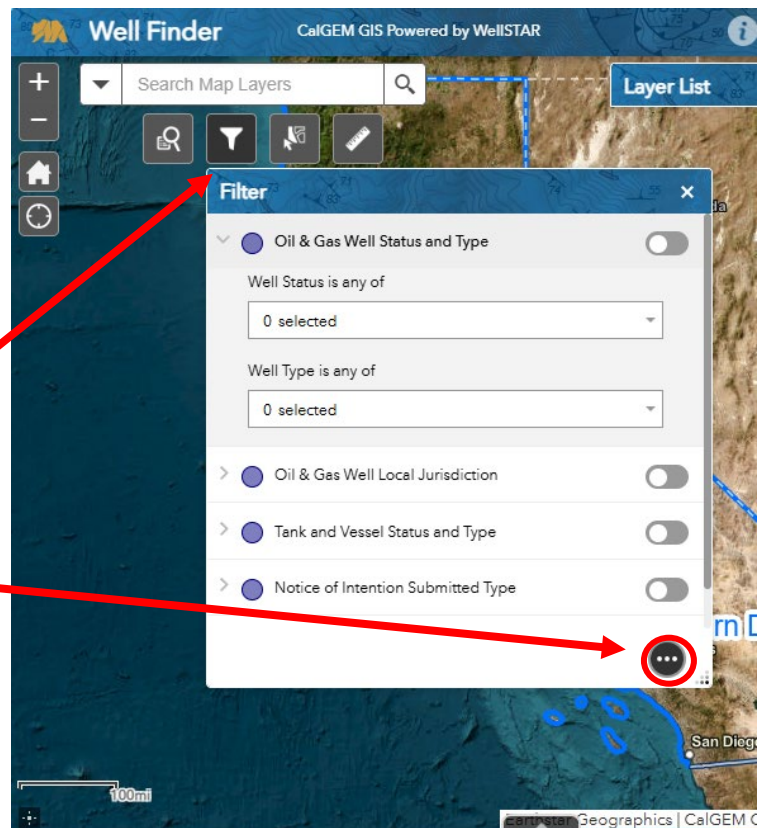 Well Finder
CalGEM GIS Powered by WellSTAR
+
Search Map Layers
Layer List
−
Filter
×
Oil & Gas Well Status and Type
Well Status is any of
0 selected
Well Type is any of
0 selected
Oil & Gas Well Local Jurisdiction
Tank and Vessel Status and Type
Notice of Intention Submitted Type
rn D
San Diego
100mi
Earthstar Geographics | CalGEM